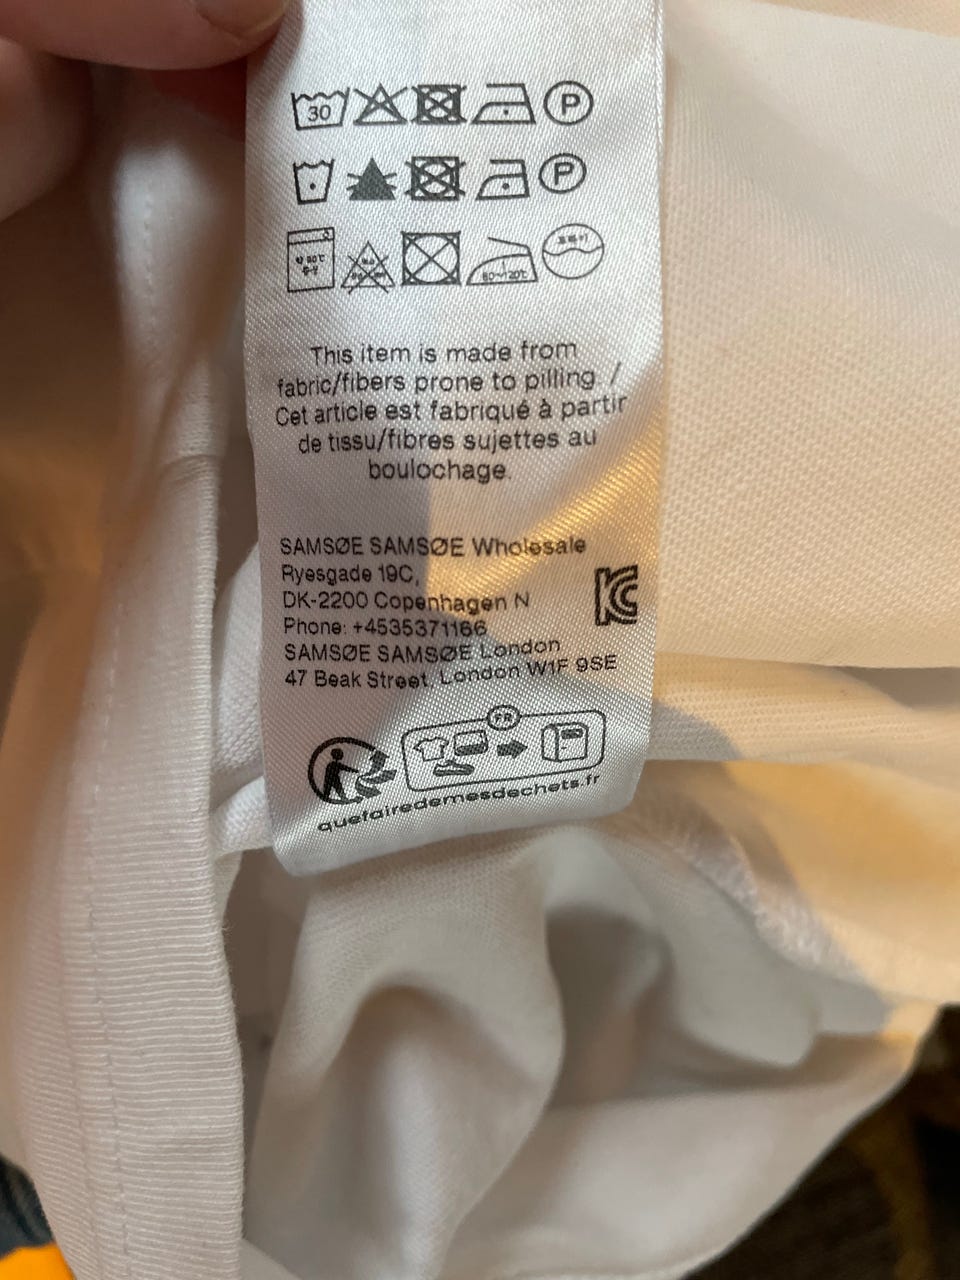 30 P
P
80~120℃
This item is made from
fabric/fibers prone to pilling /
Cet article est fabriqué à partir
de tissu/fibres sujettes au
boulochage.
SAMSØE SAMSØE Wholesale
Ryesgade 19C,
DK-2200 Copenhagen N
Phone: +4535371166
SAMSØE SAMSØE London
47 Beak Street, London W1F 9SE
FR
quefairedemesdechets.fr